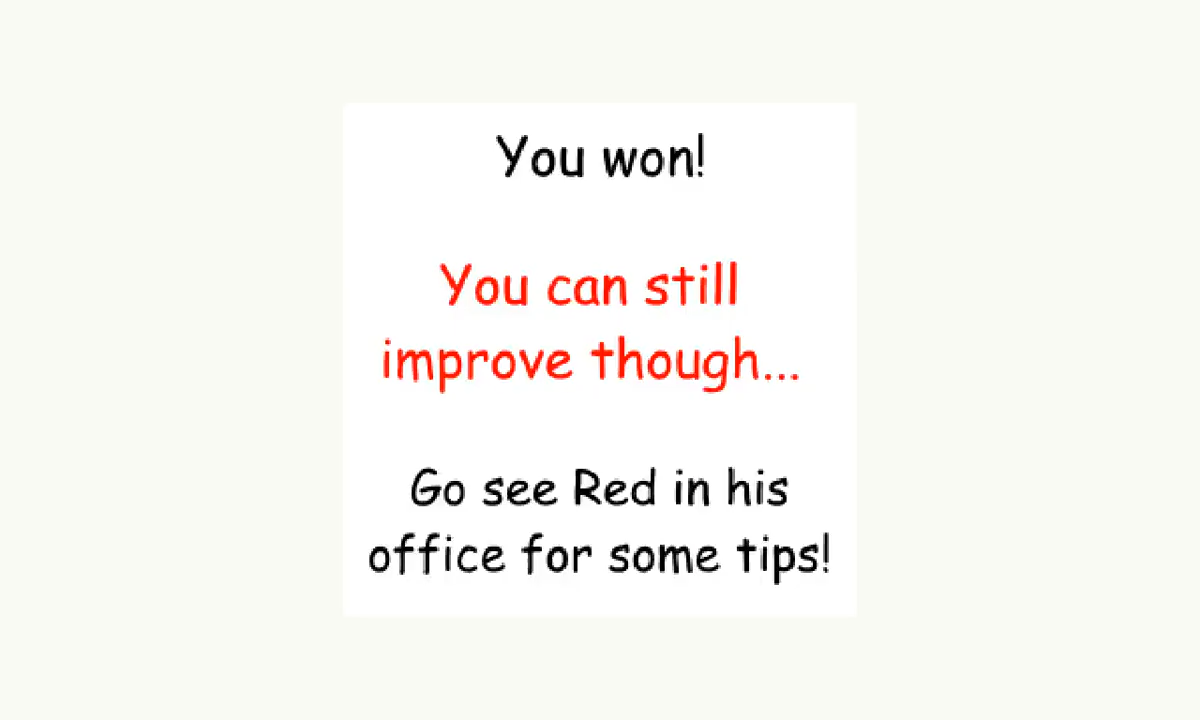 You won!
You can still
improve though...
Go see Red in his
office for some tips!